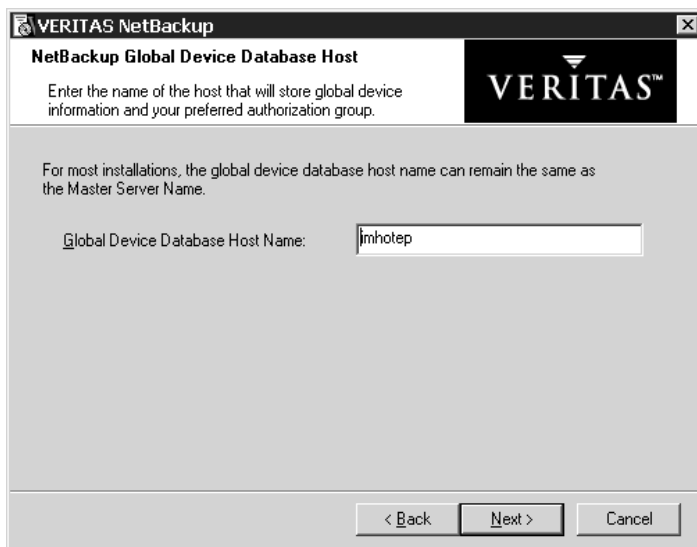 VERITAS NetBackup
NetBackup Global Device Database Host
Enter the name of the host that will store global device
information and your preferred authorization group.
VERITAS™
For most installations, the global device database host name can remain the same as
the Master Server Name.
Global Device Database Host Name:
imhotep
< Back
Next >
Cancel